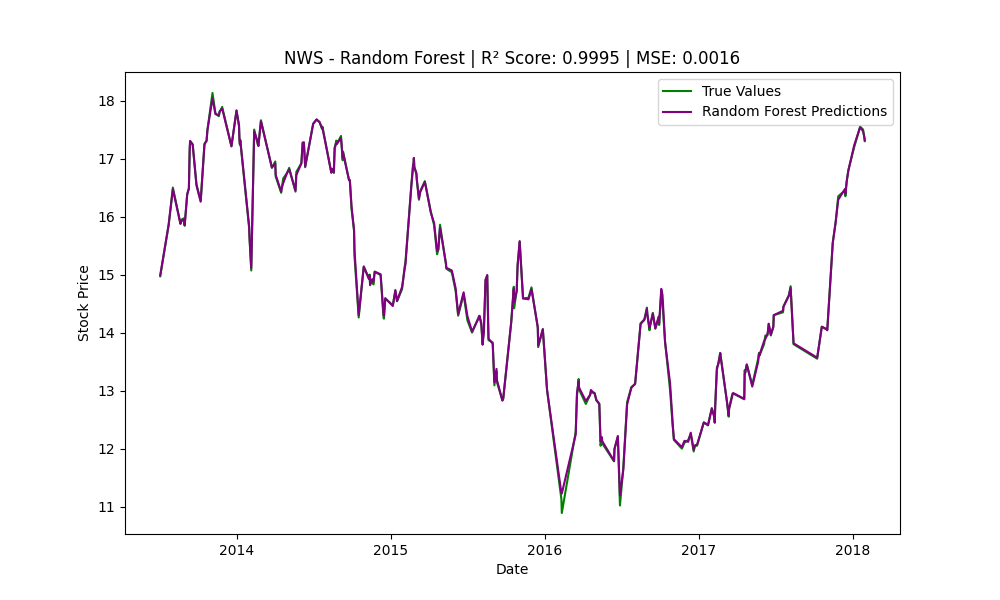 NWS - Random Forest | R² Score: 0.9995 | MSE: 0.0016
True Values
Random Forest Predictions
18
17
16
15
14
13
12
11
Stock Price
2014 2015 2016 2017 2018
Date